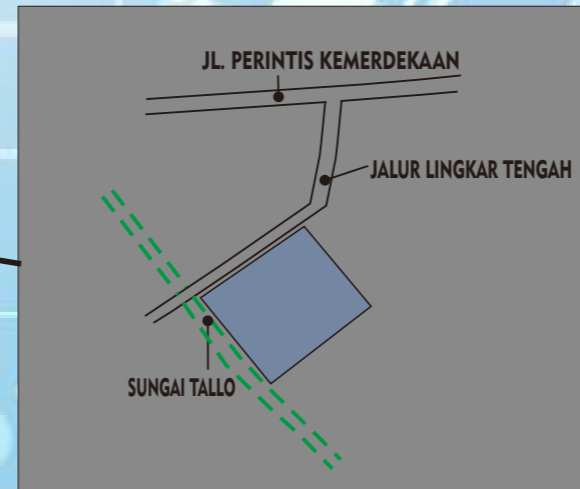 JL. PERINTIS KEMERDEKAAN
JALUR LINGKAR TENGAH
SUNGAI TALLO